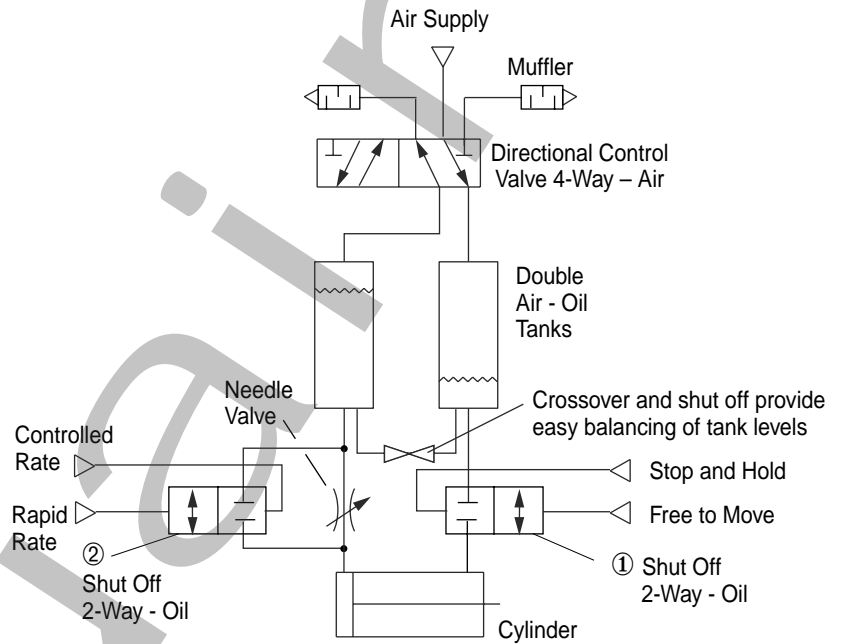 Air Supply
Muffler
Directional Control
Valve 4-Way – Air
Double
Air - Oil
Tanks
Needle
Valve
Crossover and shut off provide
easy balancing of tank levels
Controlled
Rate
Stop and Hold
Rapid
Rate
Free to Move
②
Shut Off
2-Way - Oil
① Shut Off
2-Way - Oil
Cylinder